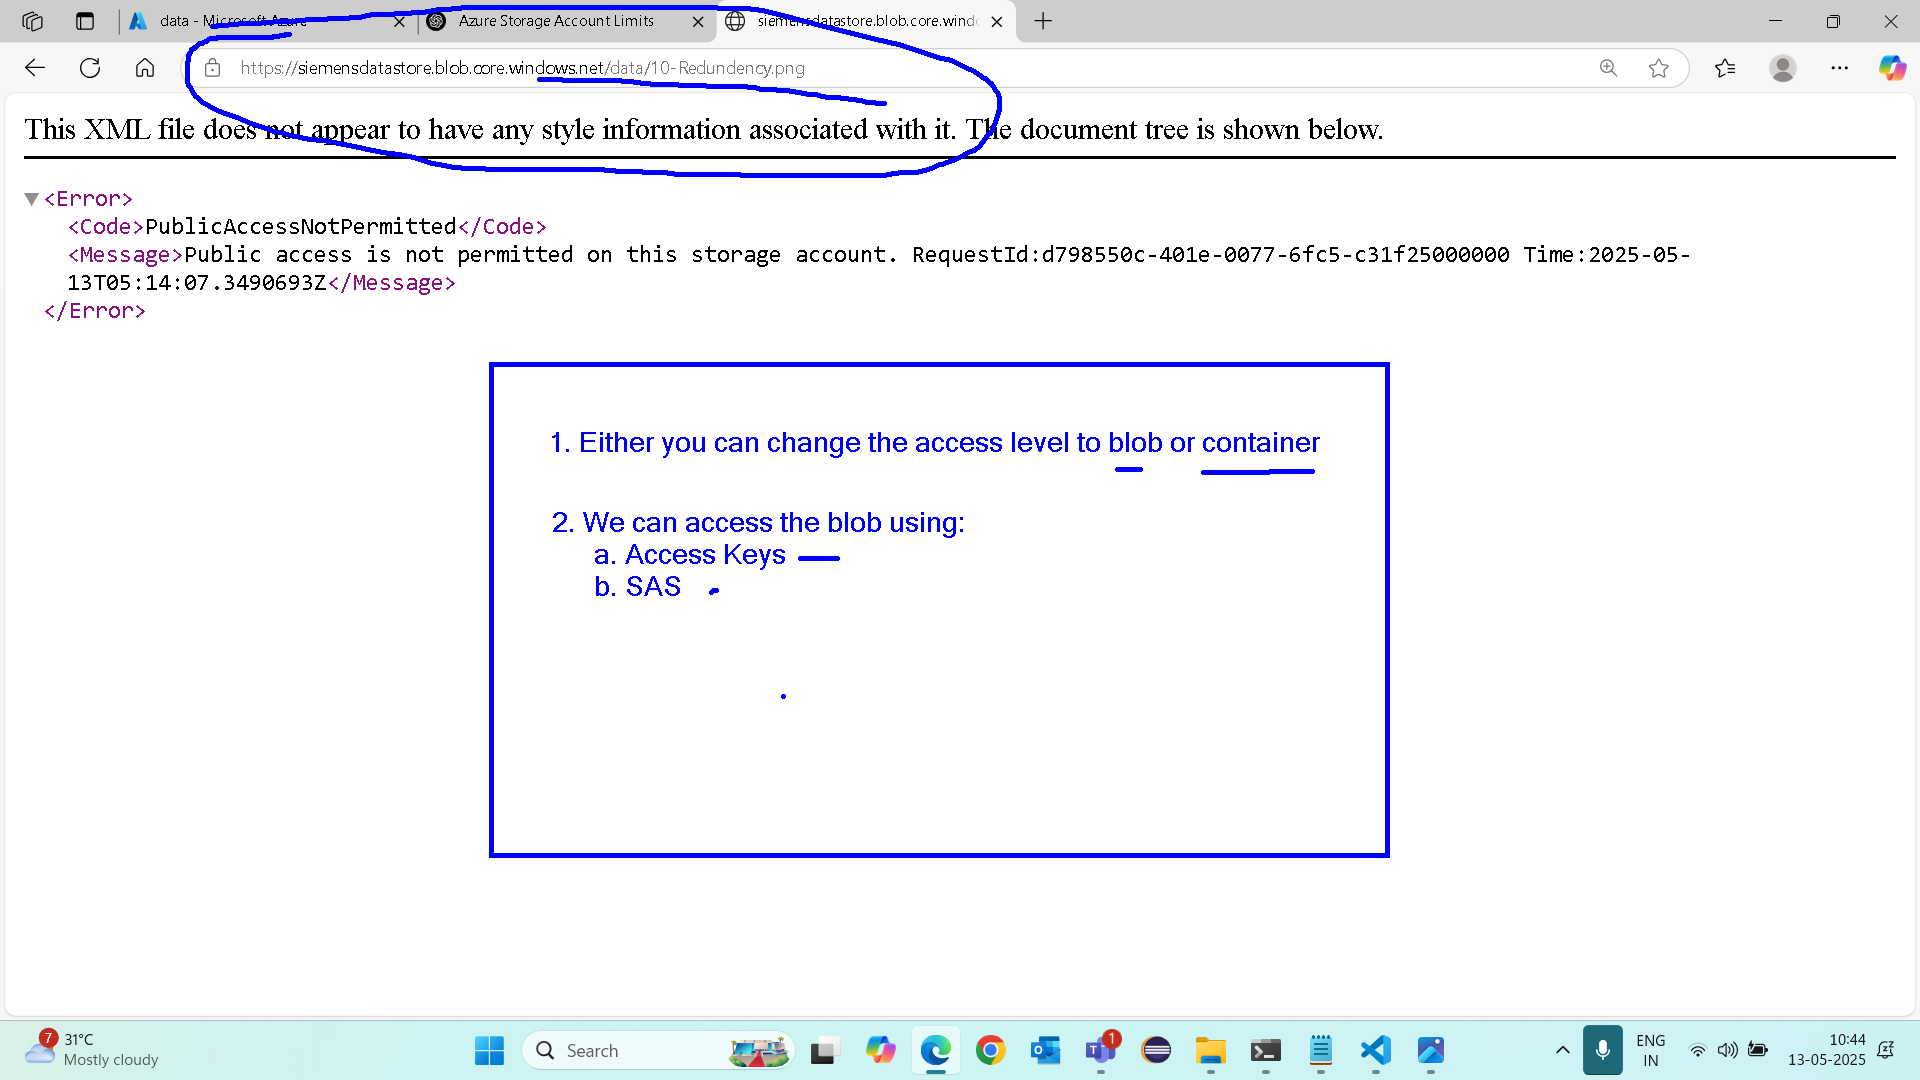 data - Microsoft Azure
Azure Storage Account Limits
siemensdatastore.blob.core.windo
https://siemensdatastore.blob.core.windows.net/data/10-Redundency.png
This XML file does not appear to have any style information associated with it. The document tree is shown below.
<Error>
<Code>PublicAccessNotPermitted</Code>
<Message>Public access is not permitted on this storage account. RequestId:d798550c-401e-0077-6fc5-c31f25000000 Time:2025-05-
13T05:14:07.3490693Z</Message>
</Error>
1. Either you can change the access level to blob or container
2. We can access the blob using:
a. Access Keys
b. SAS
7
31°C
Mostly cloudy
Search
1
ENG
IN
10:44
13-05-2025